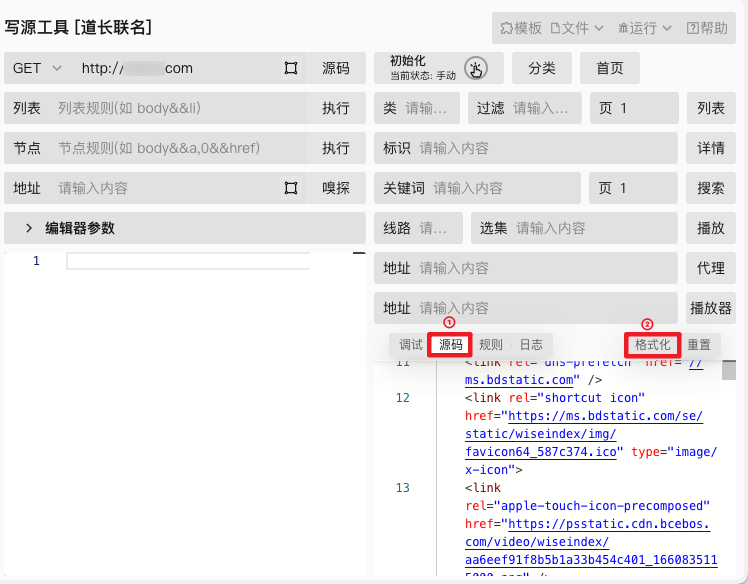 写源工具 [道长联名]
模板 文件 运行 帮助
GET http:// com 源码
初始化
当前状态: 手动
分类 首页
列表 列表规则(如 body&&li) 执行
类 请输... 过滤 请输入... 页 1 列表
节点 节点规则(如 body&&a,0&&href) 执行
标识 请输入内容 详情
地址 请输入内容 嗅探
关键词 请输入内容 页 1 搜索
编辑器参数
线路 请... 选集 请输入内容 播放
地址 请输入内容 代理
地址 请输入内容 播放器
1
① ②
调试 源码 规则 日志 格式化 重置
11 <link rel="dns-prefetch" href="//
ms.bdstatic.com" />
12 <link rel="shortcut icon"
href="https://ms.bdstatic.com/se/
static/wiseindex/img/
favicon64_587c374.ico" type="image/
x-icon">
13 <link
rel="apple-touch-icon-precomposed"
href="https://psstatic.cdn.bcebos.
com/video/wiseindex/
aa6eef91f8b5b1a33b454c401_166083511
5000.png" />